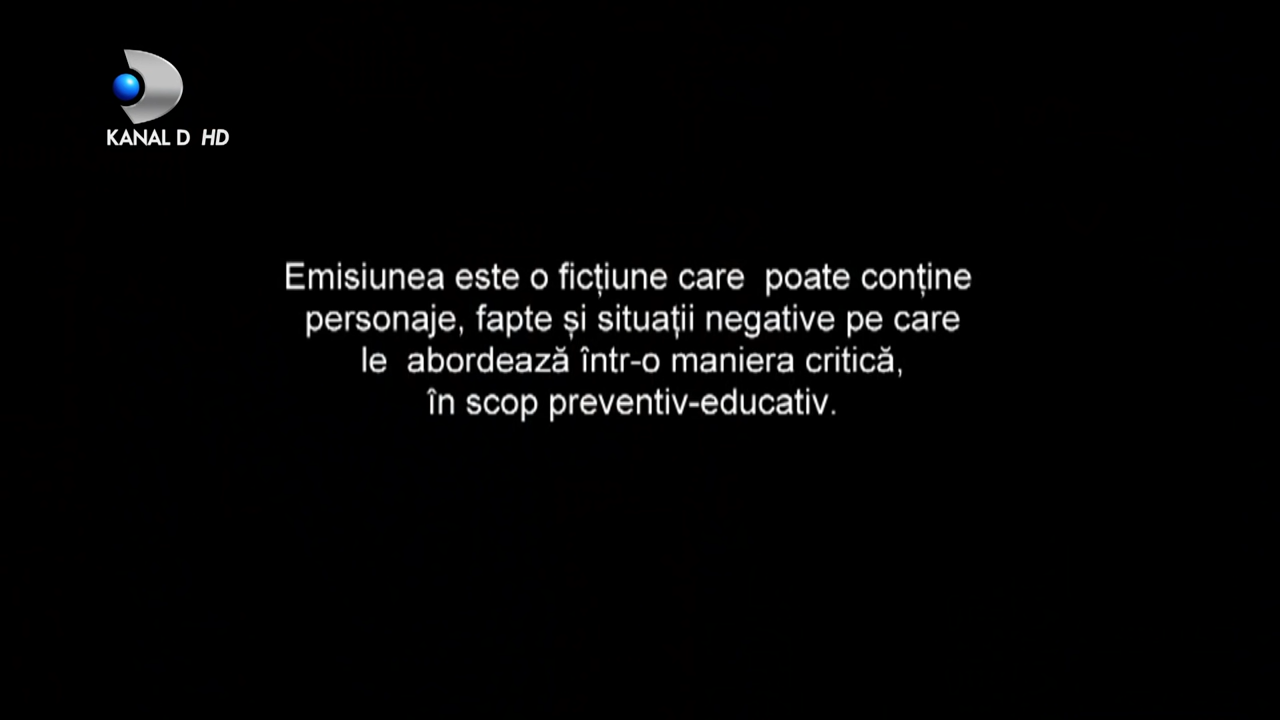 KANAL D HD
Emisiunea este o ficțiune care poate conține
personaje, fapte și situații negative pe care
le abordează într-o maniera critică,
în scop preventiv-educativ.